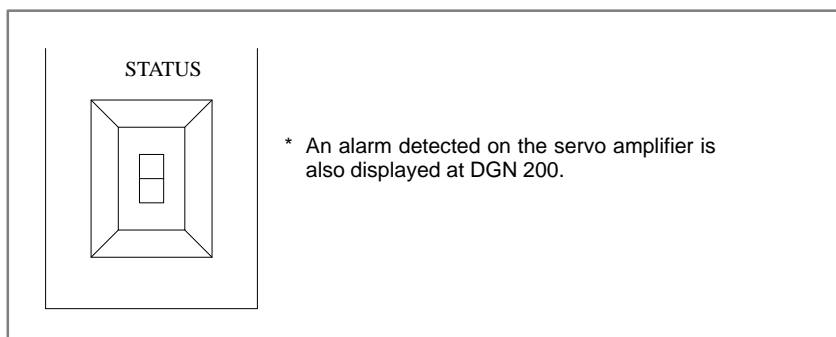 STATUS
* An alarm detected on the servo amplifier is
also displayed at DGN 200.